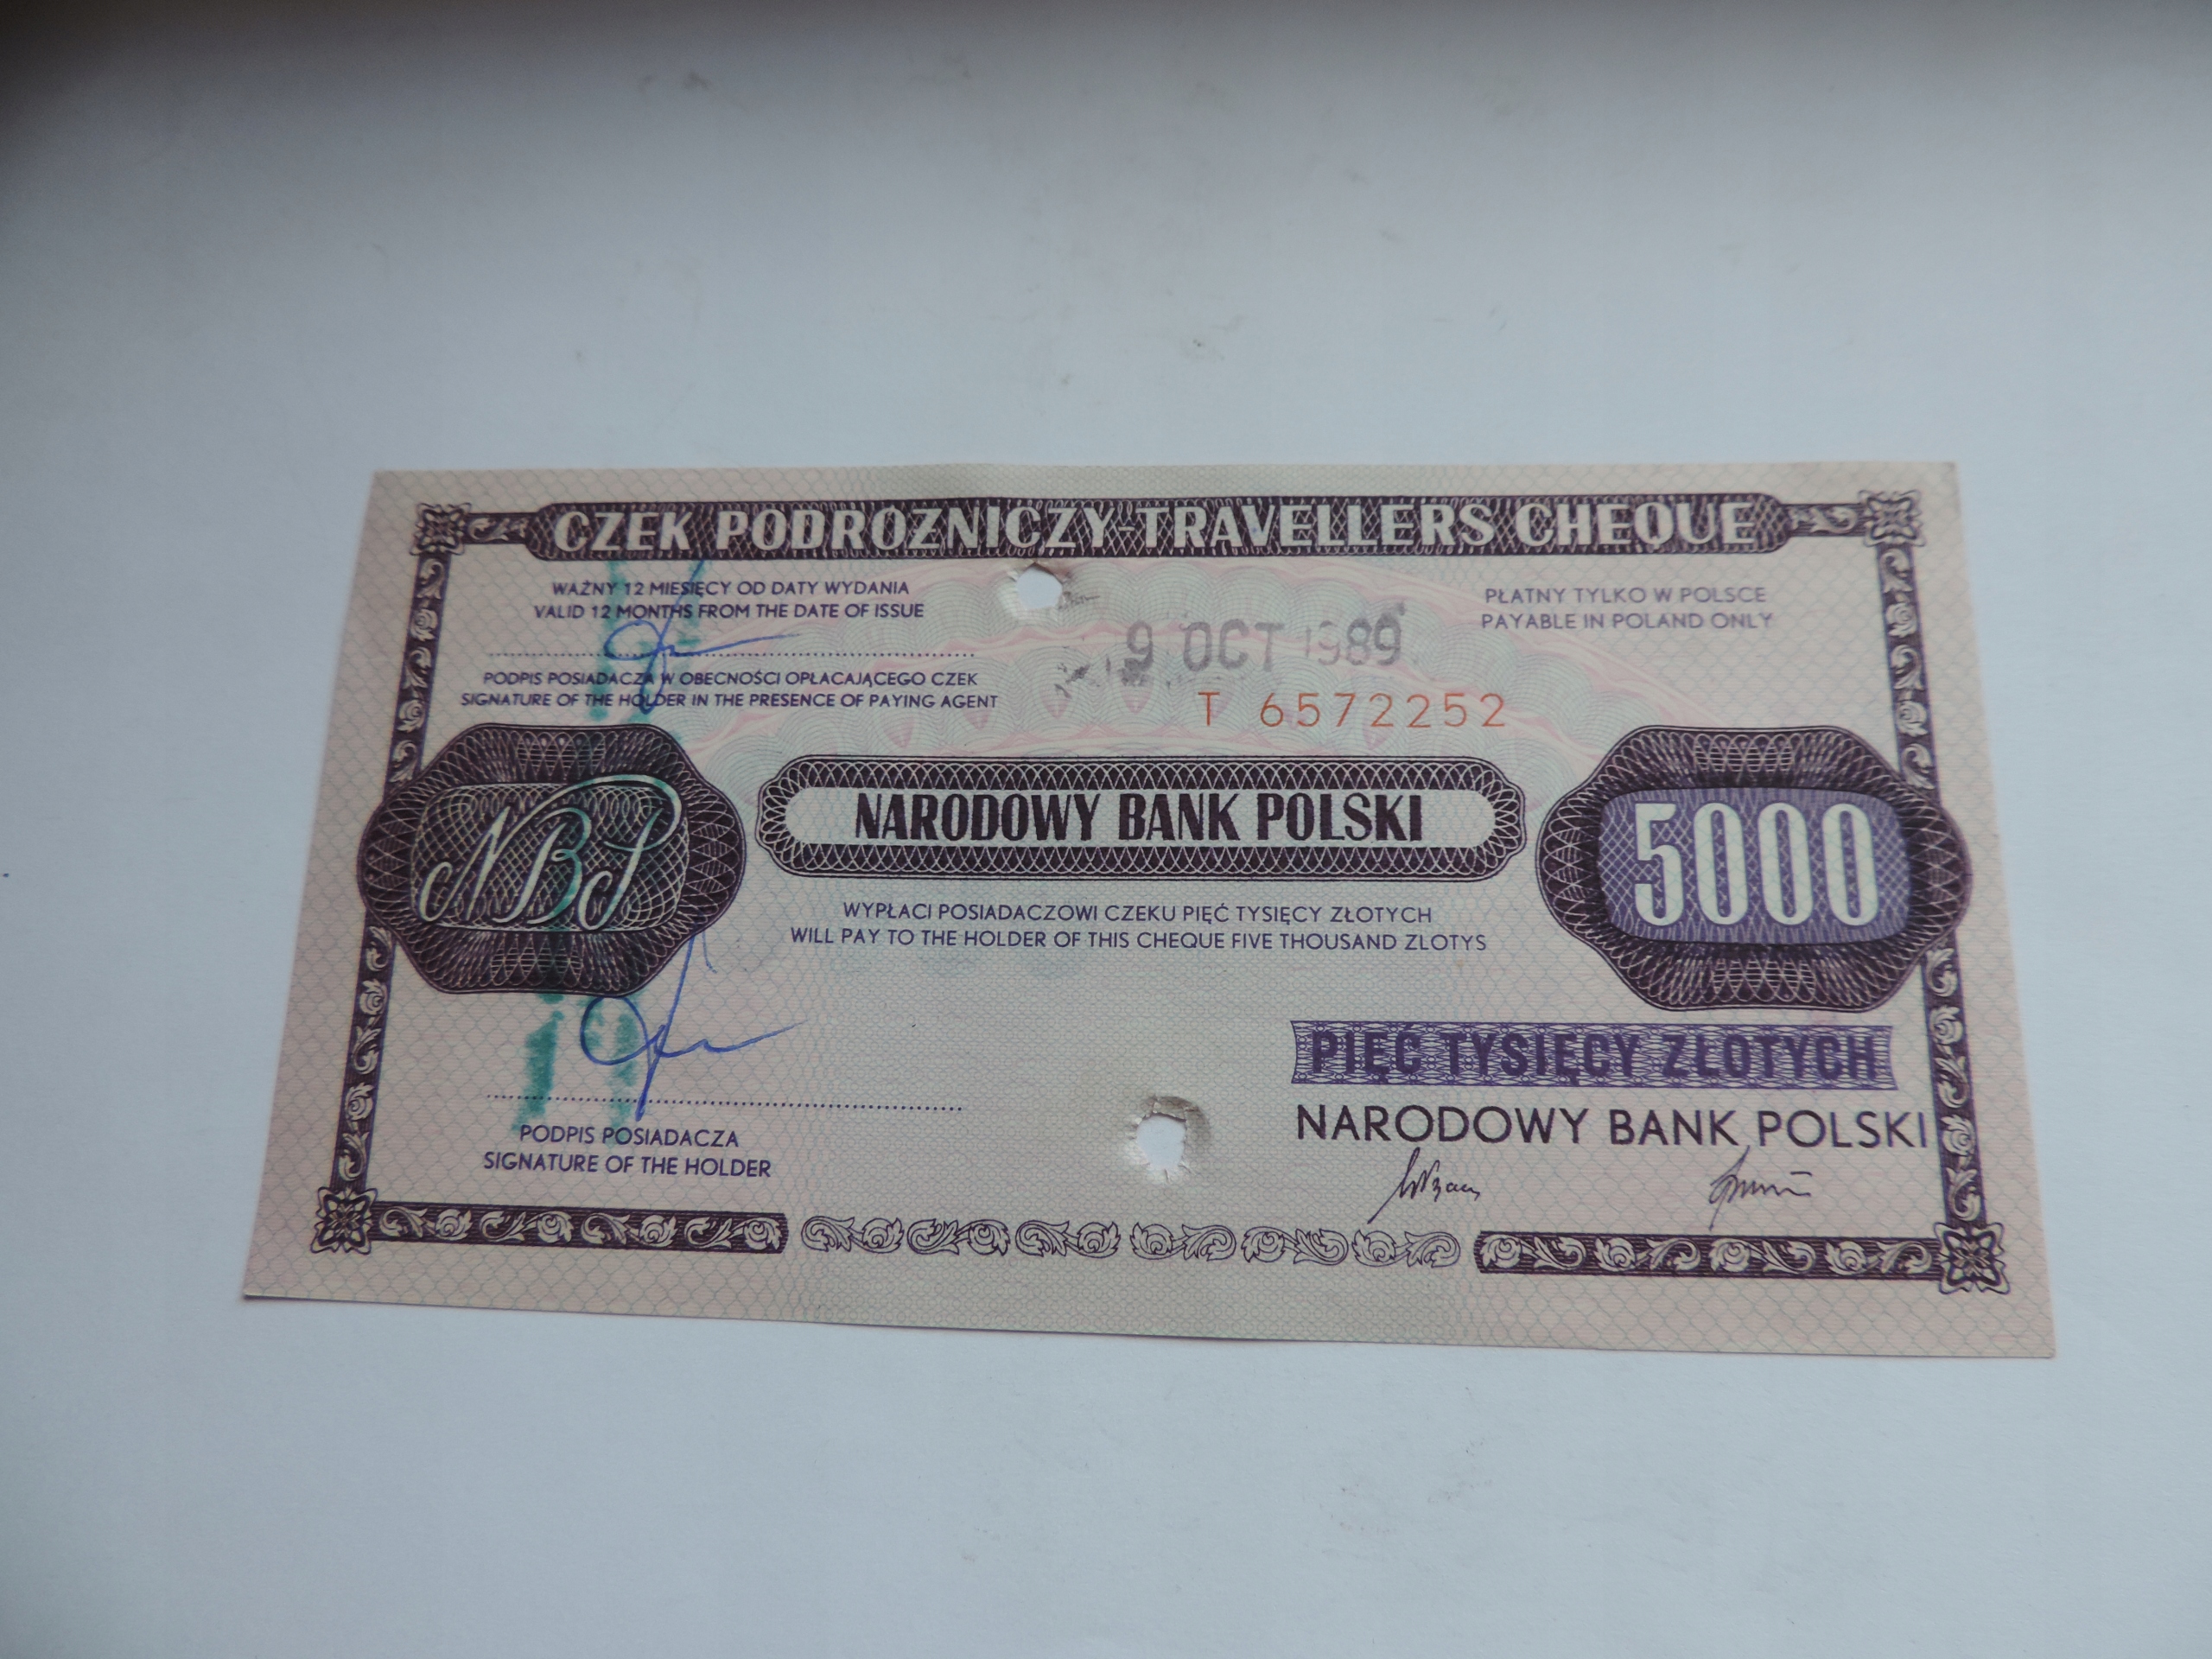 CZEK PODRÓŻNICZY-TRAVELLERS CHEQUE
WAŻNY 12 MIESIĘCY OD DATY WYDANIA
VALID 12 MONTHS FROM THE DATE OF ISSUE
PŁATNY TYLKO W POLSCE
PAYABLE IN POLAND ONLY
9 OCT 1989
PODPIS POSIADACZA W OBECNOŚCI OPŁACAJĄCEGO CZEK
SIGNATURE OF THE HOLDER IN THE PRESENCE OF PAYING AGENT
T 6572252
NBP
NARODOWY BANK POLSKI
5000
WYPŁACI POSIADACZOWI CZEKU PIĘĆ TYSIĘCY ZŁOTYCH
WILL PAY TO THE HOLDER OF THIS CHEQUE FIVE THOUSAND ZLOTYS
PIĘĆ TYSIĘCY ZŁOTYCH
NARODOWY BANK POLSKI
PODPIS POSIADACZA
SIGNATURE OF THE HOLDER